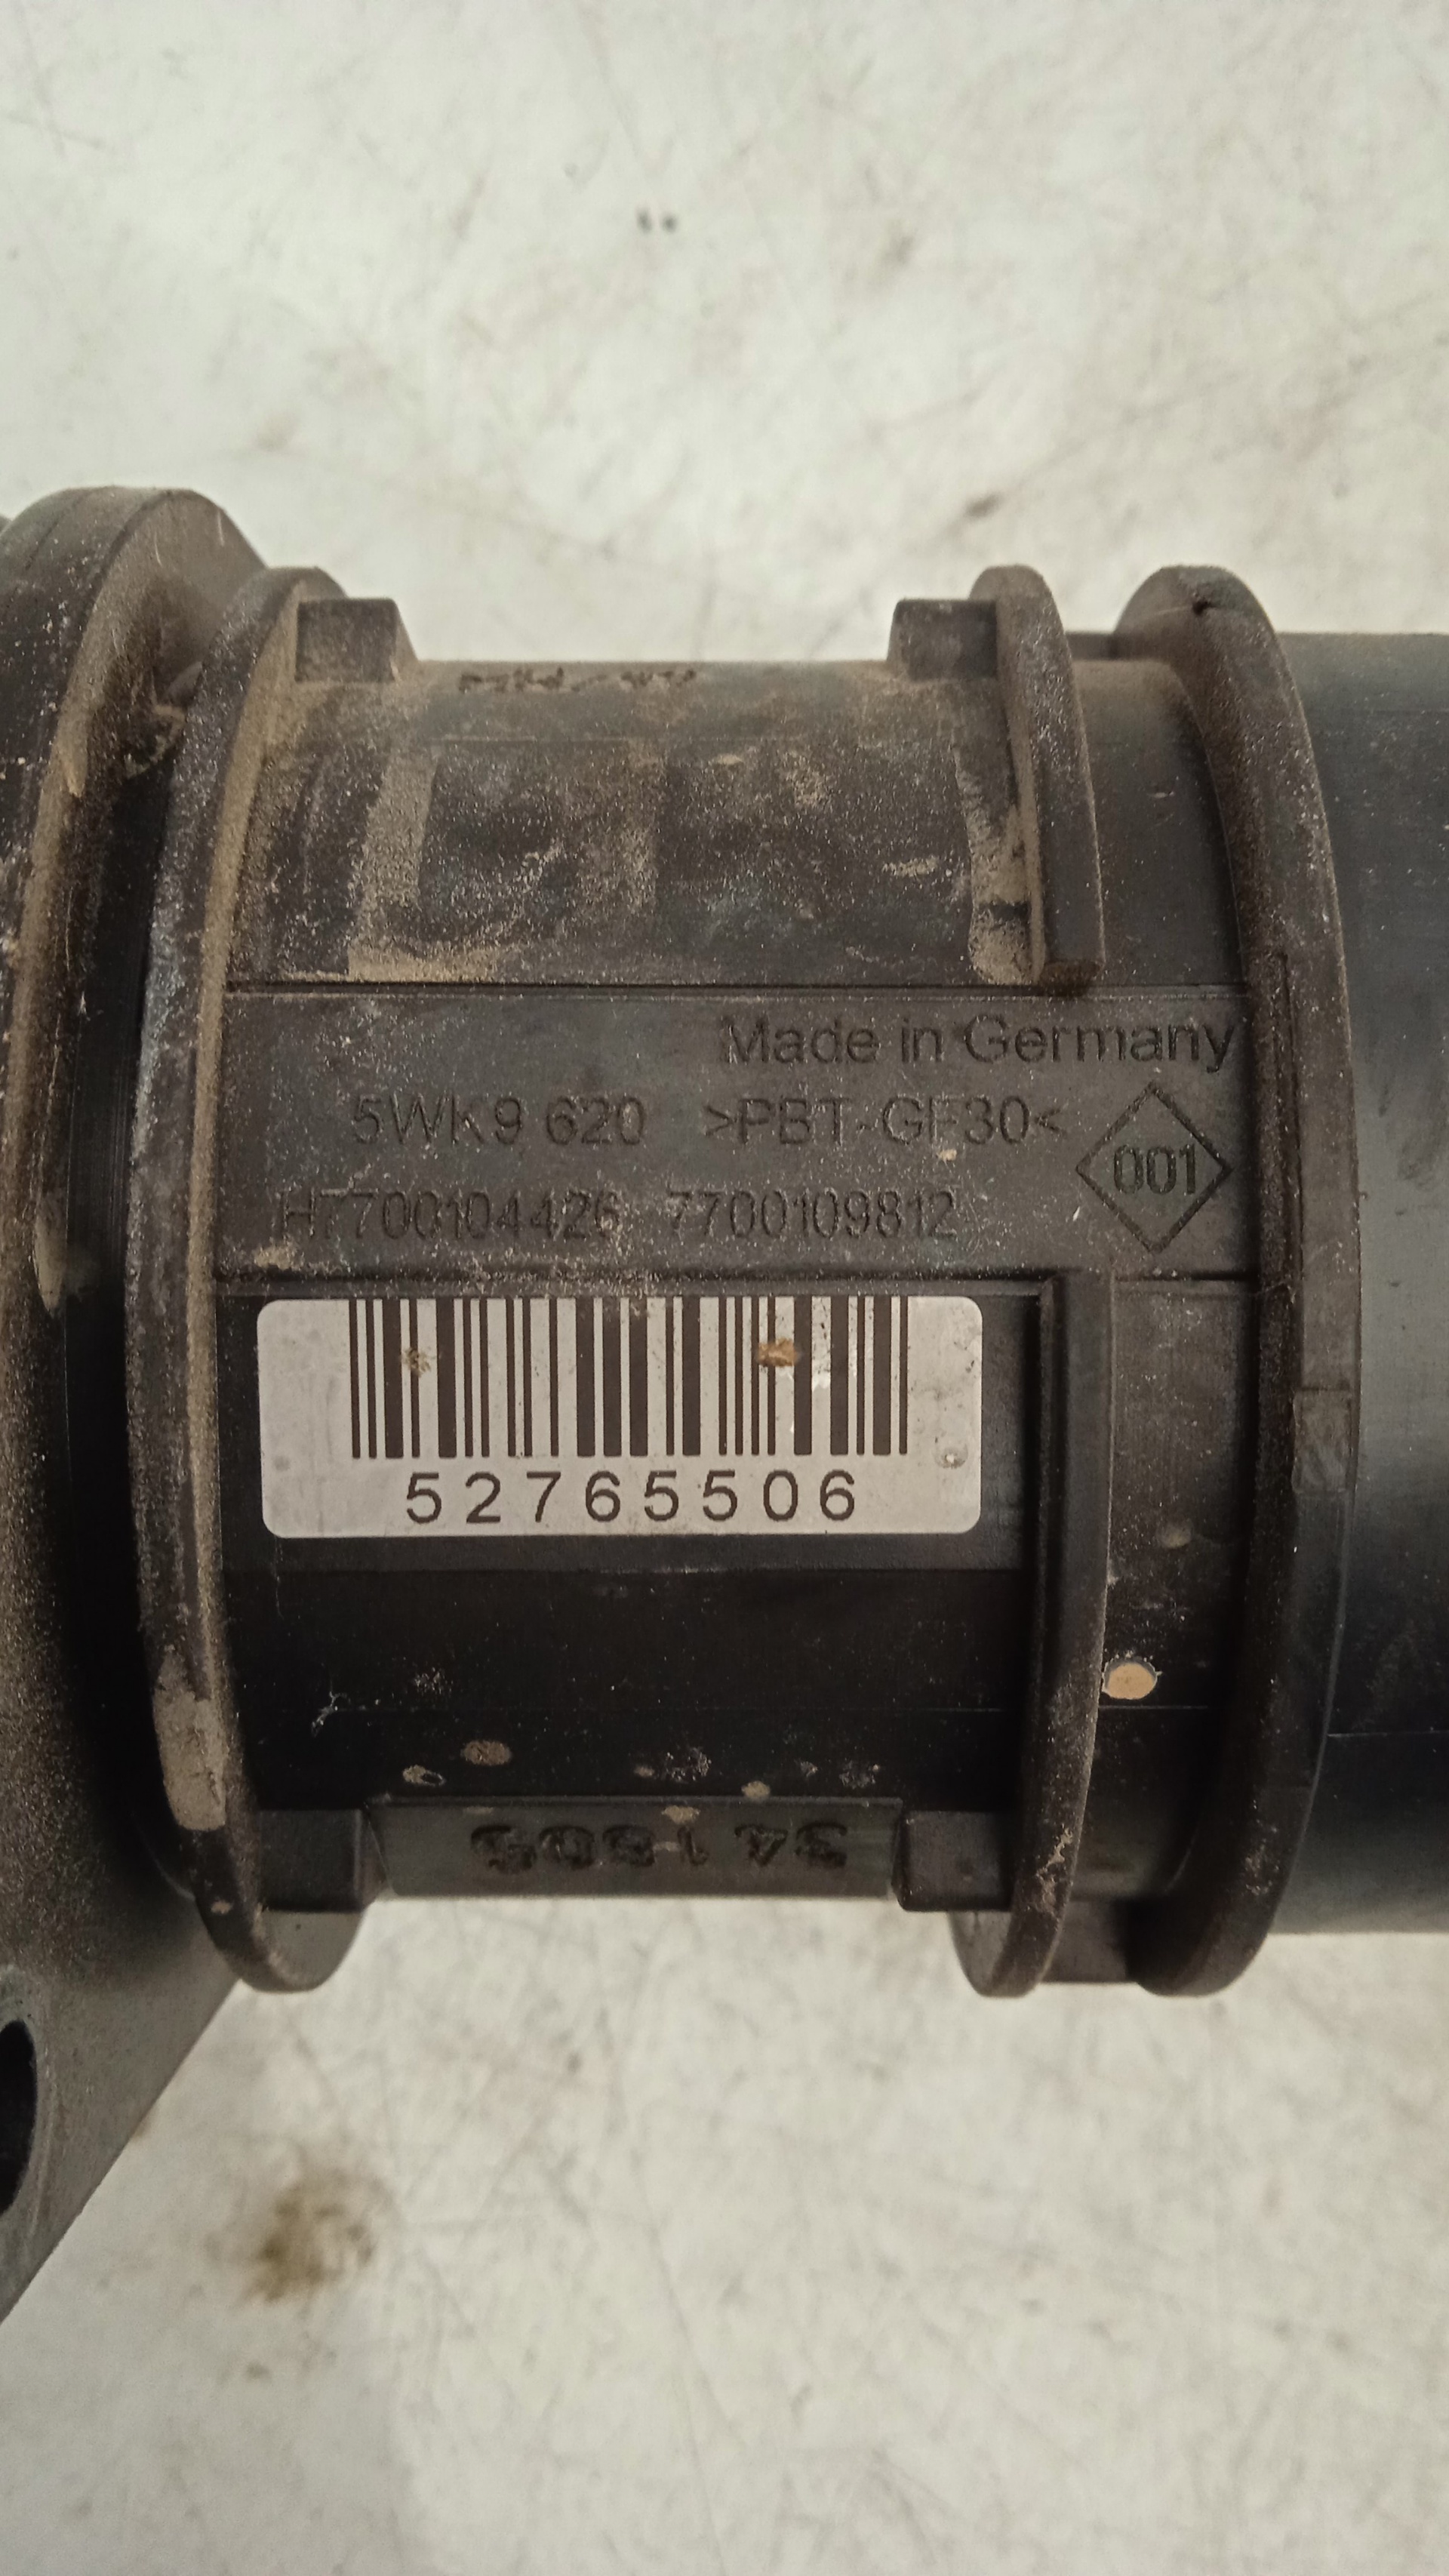 Made in Germany
5WK9 620 >PBT-GF30<
001
H7700104426 7700109812
52765506